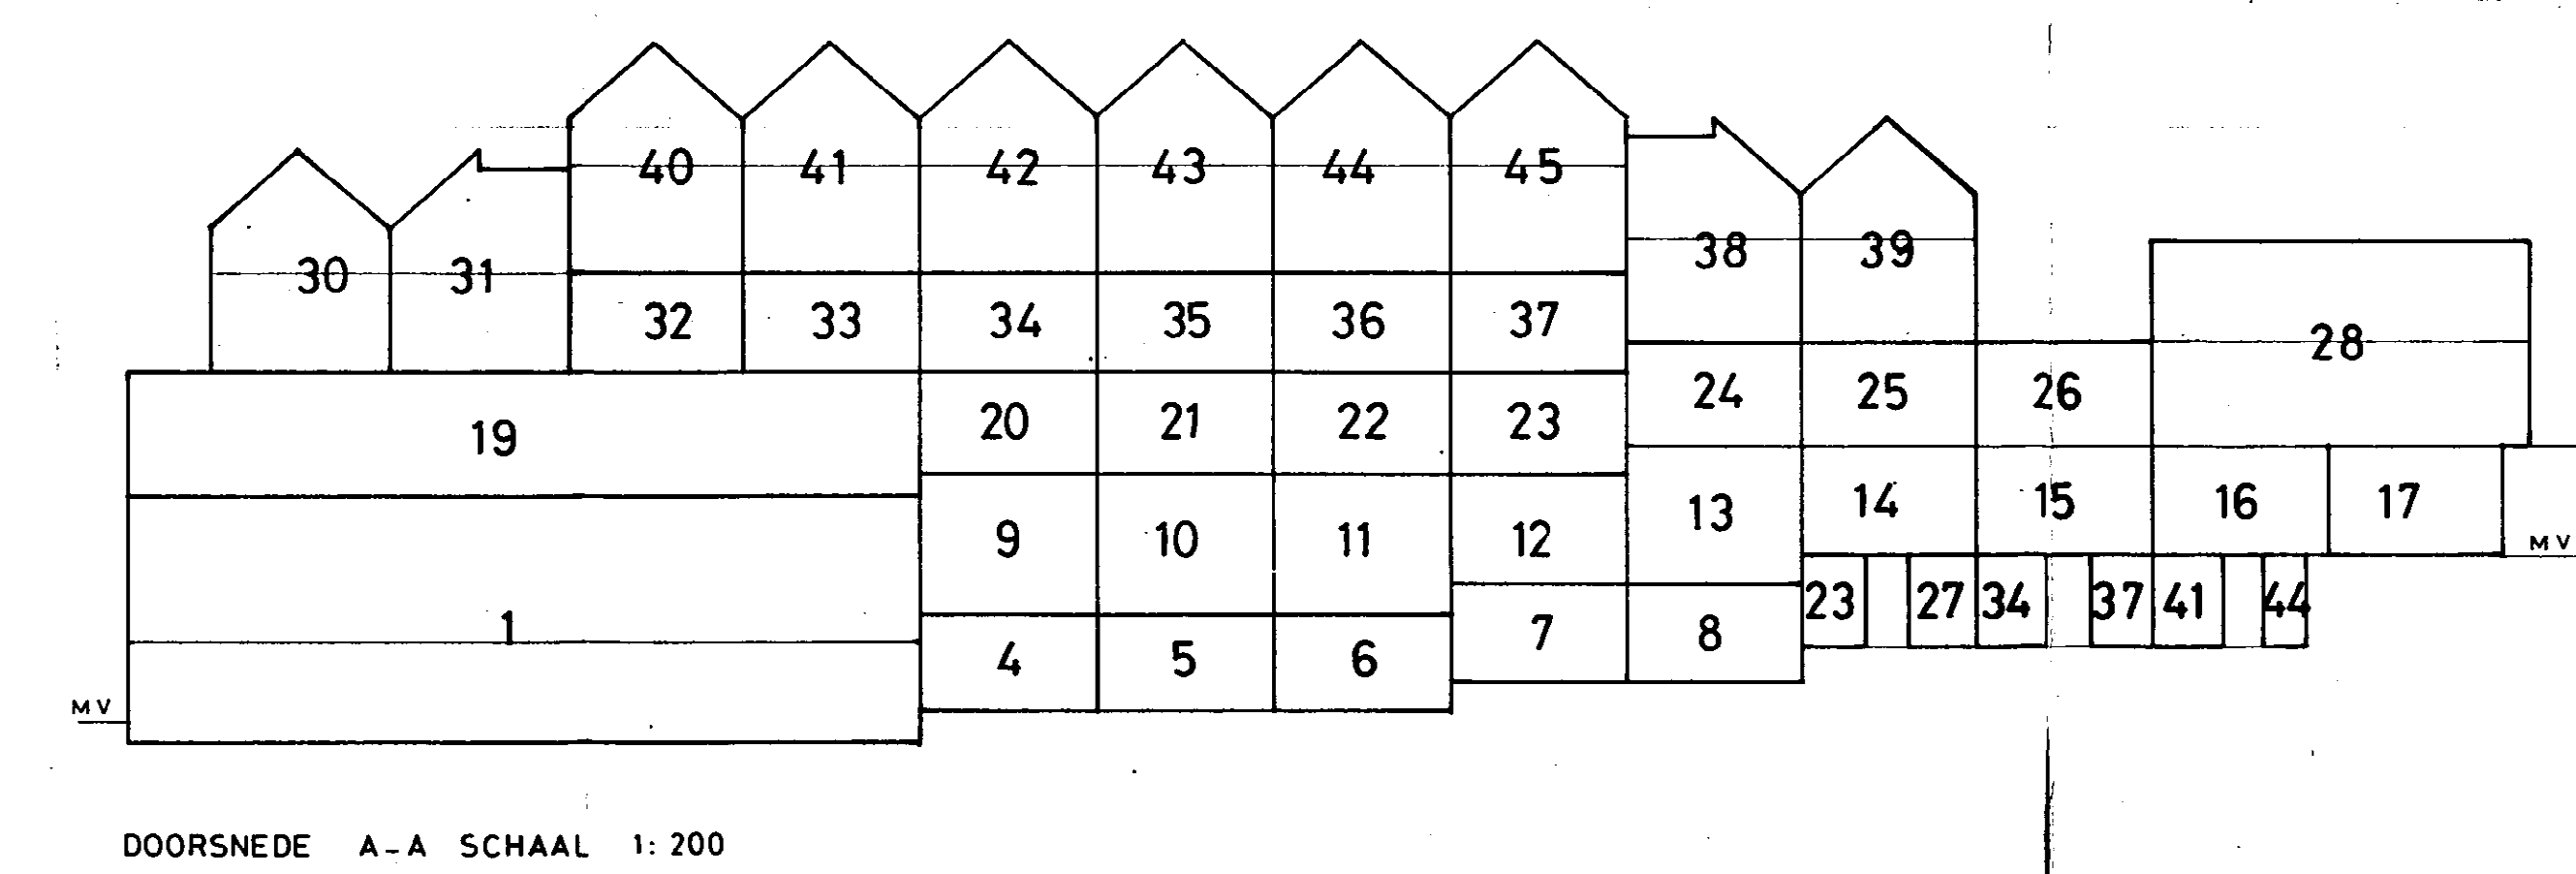 40 41 42 43 44 45
30 31 38 39
32 33 34 35 36 37
28
24 25 26
19 20 21 22 23
9 10 11 12 13 14 15 16 17
MV
1 4 5 6 7 8 23 27 34 37 41 44
MV
DOORSNEDE A-A SCHAAL 1: 200